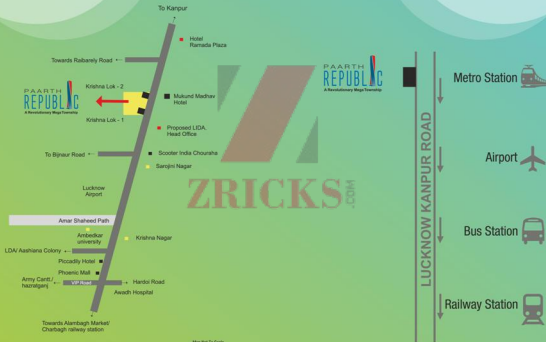 To Kanpur
Hotel
Ramada Plaza
Towards Raibarely Road
PAARTH
REPUBLIC
A Revolutionary Mega Township
Krishna Lok - 2
Mukund Madhav
Hotel
Krishna Lok - 1
Proposed LIDA.
Head Office
To Bijnaur Road
Scooter India Chouraha
Sarojini Nagar
Lucknow
Airport
Amar Shaheed Path
Ambedkar
university
Krishna Nagar
LDA/ Aashiana Colony
Piccadily Hotel
Phoenic Mall
Army Cantt./
hazratganj
VIP Road
Hardoi Road
Awadh Hospital
Towards Alambagh Market/
Charbagh railway station
ZRICKS.COM
PAARTH
REPUBLIC
A Revolutionary Mega Township
LUCKNOW KANPUR ROAD
Metro Station
Airport
Bus Station
Railway Station